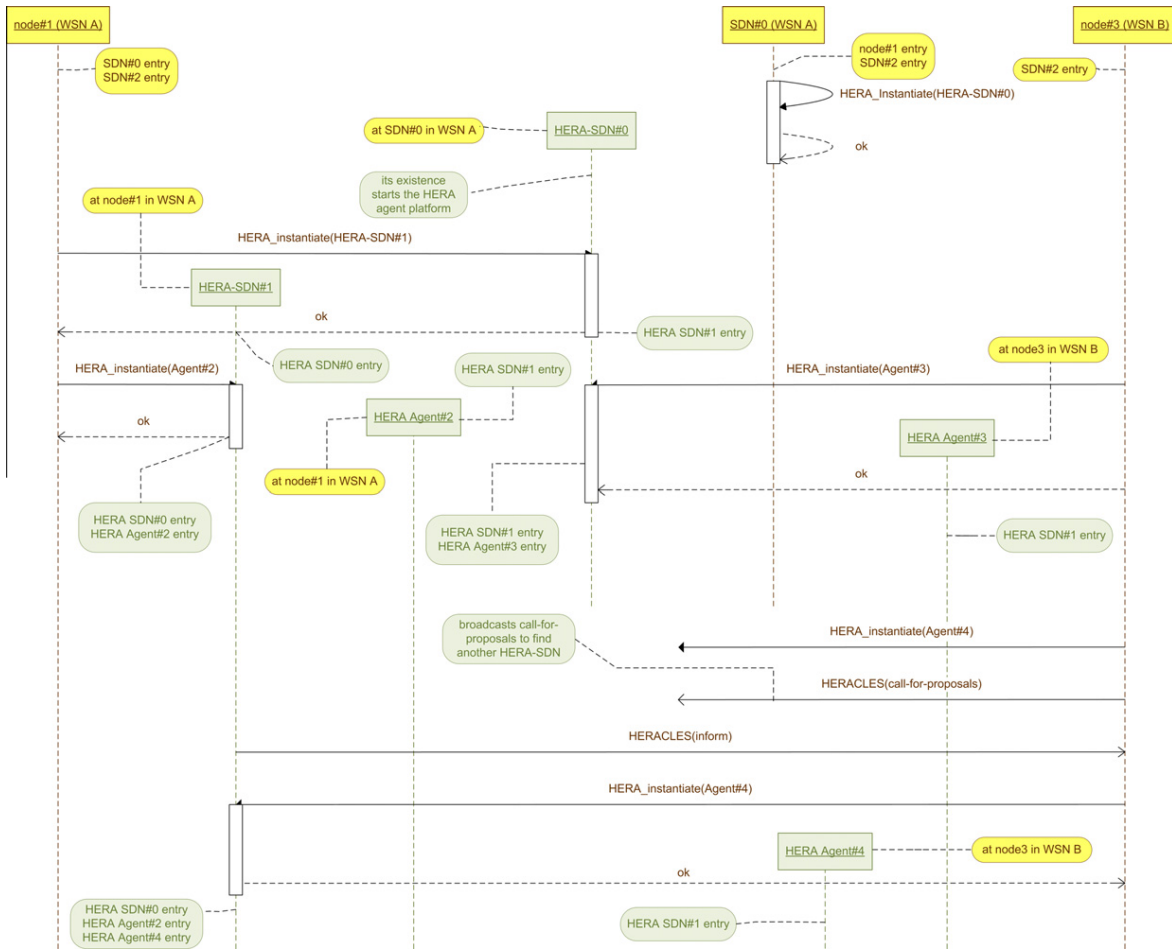 node#1 (WSN A)
SDN#0 (WSN A)
node#3 (WSN B)
SDN#0 entry
SDN#2 entry
node#1 entry
SDN#2 entry
SDN#2 entry
HERA_Instantiate(HERA-SDN#0)
at SDN#0 in WSN A
HERA-SDN#0
ok
its existence
starts the HERA
agent platform
at node#1 in WSN A
HERA_instantiate(HERA-SDN#1)
HERA-SDN#1
ok
HERA SDN#1 entry
at node3 in WSN B
HERA SDN#0 entry
HERA_instantiate(Agent#2)
HERA SDN#1 entry
HERA_instantiate(Agent#3)
ok
HERA Agent#2
HERA Agent#3
at node#1 in WSN A
ok
HERA SDN#0 entry
HERA Agent#2 entry
HERA SDN#1 entry
HERA Agent#3 entry
HERA SDN#1 entry
broadcasts call-for-
proposals to find
another HERA-SDN
HERA_instantiate(Agent#4)
HERACLES(call-for-proposals)
HERACLES(inform)
HERA_instantiate(Agent#4)
HERA Agent#4
at node3 in WSN B
ok
HERA SDN#0 entry
HERA Agent#2 entry
HERA Agent#4 entry
HERA SDN#1 entry